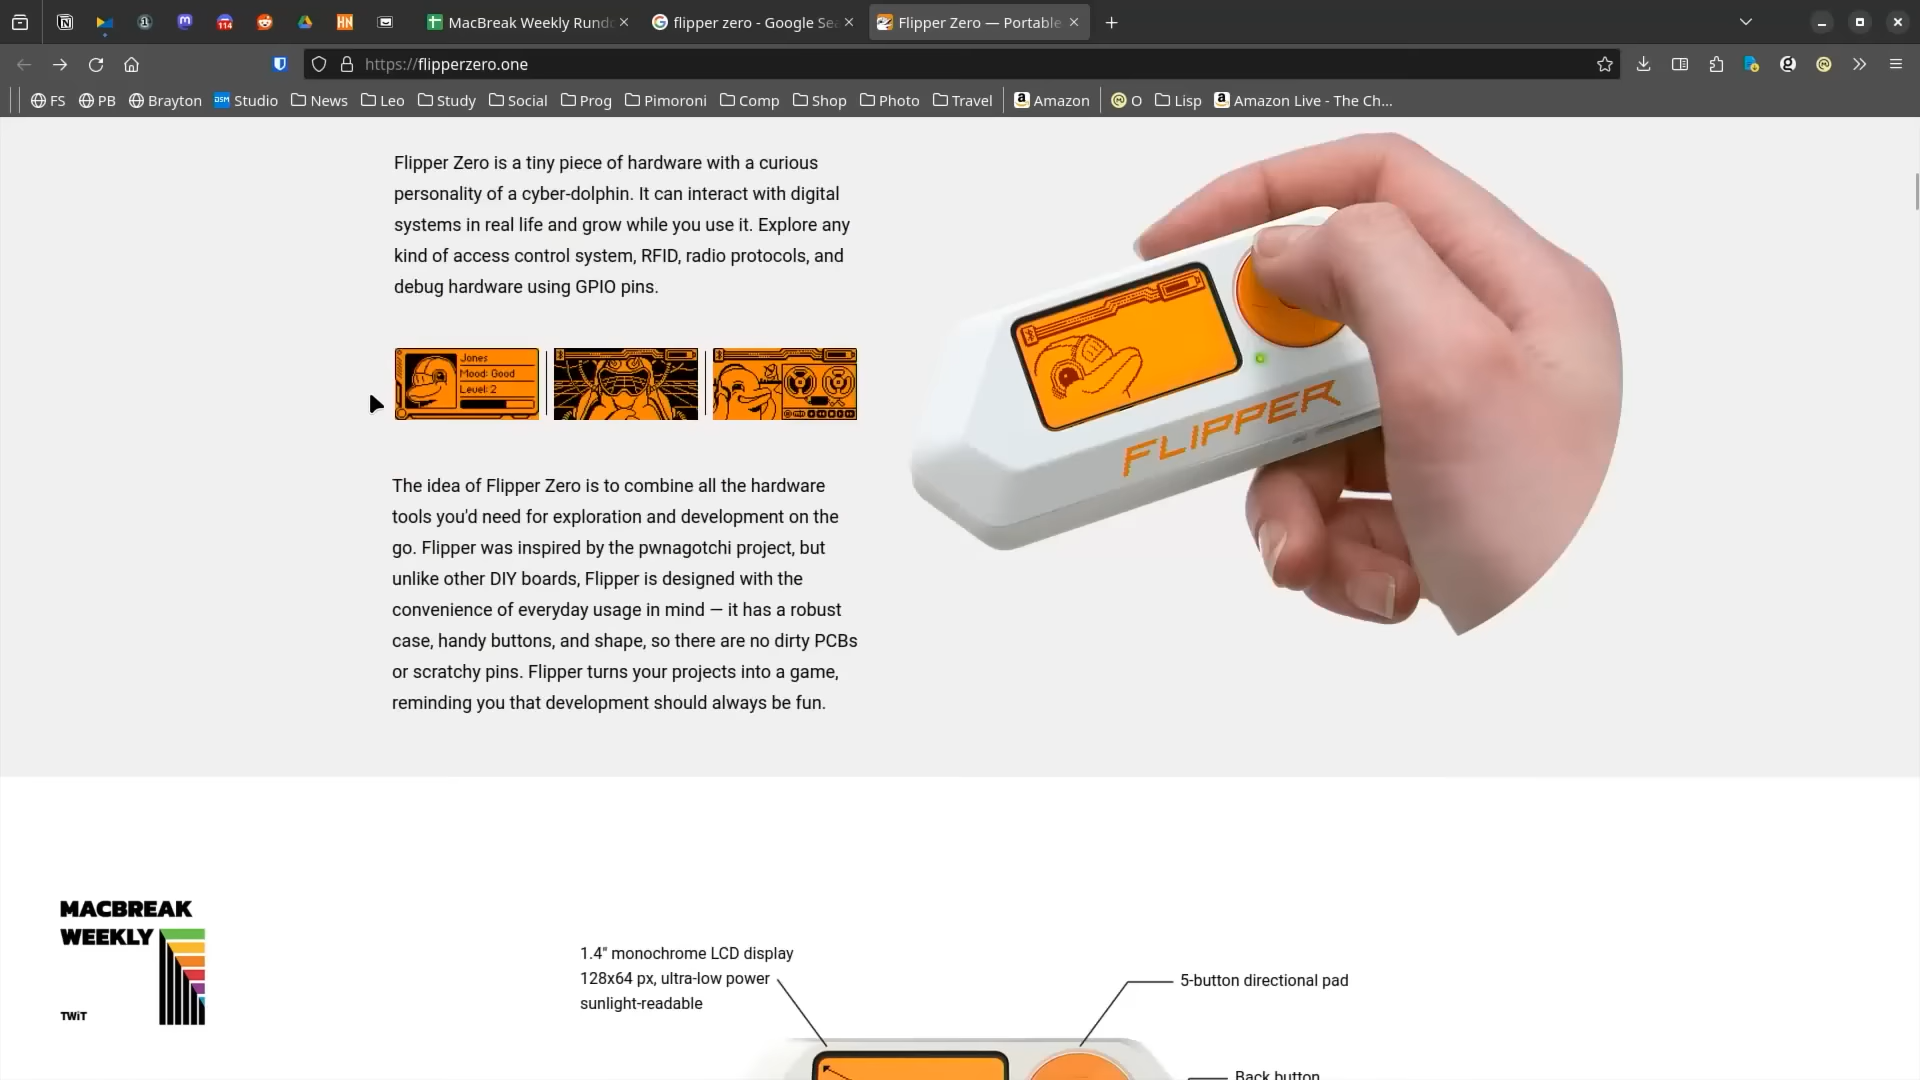 MacBreak Weekly Rund
flipper zero - Google Se
Flipper Zero — Portable
114
HN
https://flipperzero.one
FS
PB
Brayton
DSM
Studio
News
Leo
Study
Social
Prog
Pimoroni
Comp
Shop
Photo
Travel
Amazon
O
Lisp
Amazon Live - The Ch...
Flipper Zero is a tiny piece of hardware with a curious
personality of a cyber-dolphin. It can interact with digital
systems in real life and grow while you use it. Explore any
kind of access control system, RFID, radio protocols, and
debug hardware using GPIO pins.
Jones
Mood: Good
Level: 2
FLIPPER
The idea of Flipper Zero is to combine all the hardware
tools you'd need for exploration and development on the
go. Flipper was inspired by the pwnagotchi project, but
unlike other DIY boards, Flipper is designed with the
convenience of everyday usage in mind — it has a robust
case, handy buttons, and shape, so there are no dirty PCBs
or scratchy pins. Flipper turns your projects into a game,
reminding you that development should always be fun.
MACBREAK
WEEKLY
TWiT
1.4" monochrome LCD display
128x64 px, ultra-low power
sunlight-readable
5-button directional pad
Back button